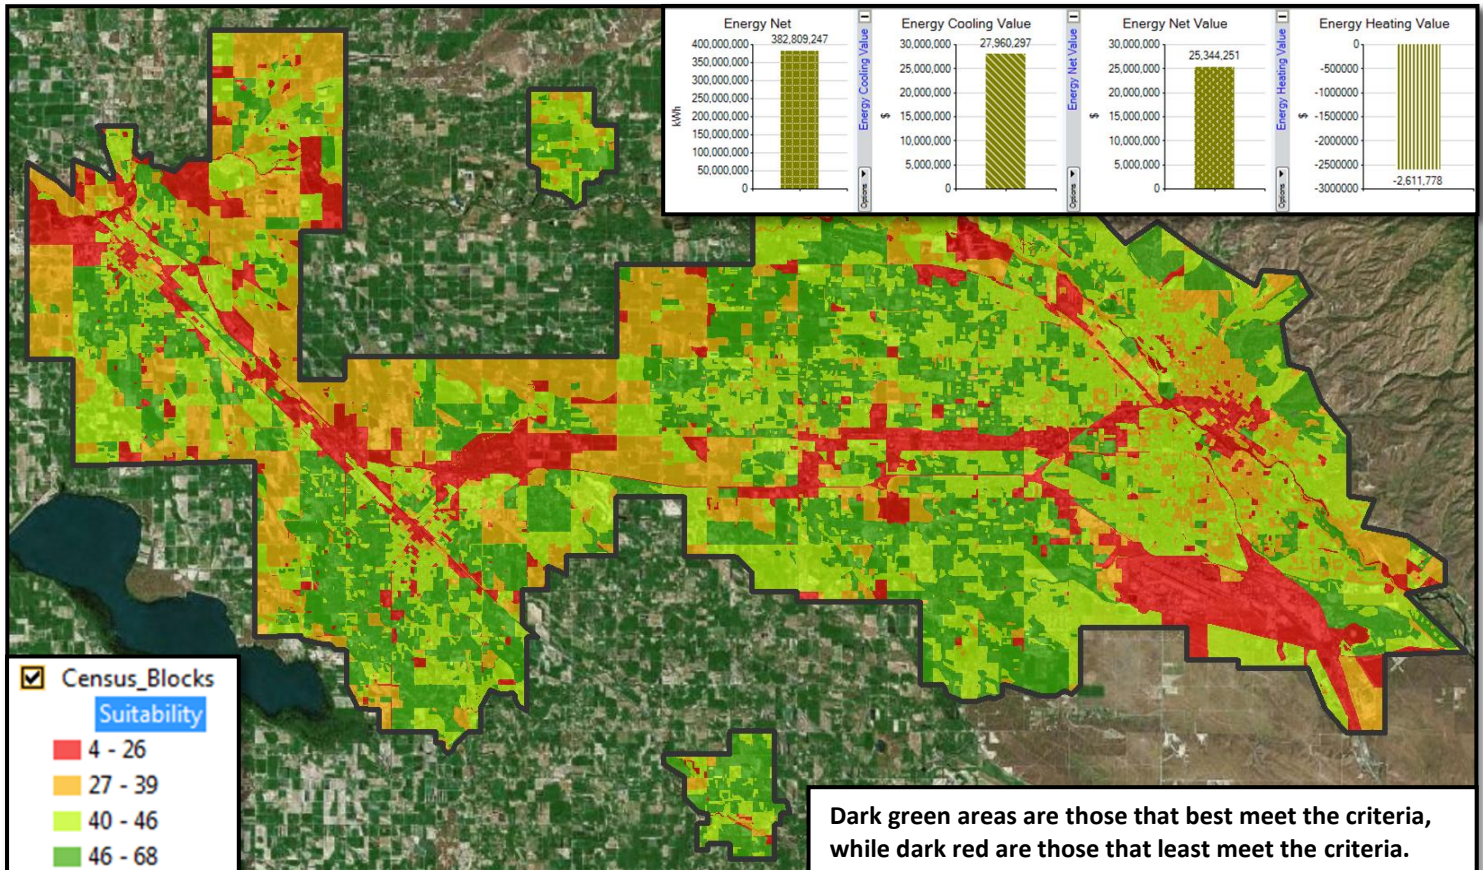 Energy Net
382,809,247
400,000,000
350,000,000
300,000,000
250,000,000
200,000,000
150,000,000
100,000,000
50,000,000
0
kWh
Energy Cooling Value
Options
Energy Cooling Value
27,960,297
30,000,000
25,000,000
20,000,000
15,000,000
10,000,000
5,000,000
0
$
Energy Net Value
Options
Energy Net Value
25,344,251
30,000,000
25,000,000
20,000,000
15,000,000
10,000,000
5,000,000
0
$
Energy Heating Value
Options
Energy Heating Value
0
-500000
-1000000
-1500000
-2000000
-2500000
-3000000
$
-2,611,778
Census_Blocks
Suitability
4 - 26
27 - 39
40 - 46
46 - 68
Dark green areas are those that best meet the criteria,
while dark red are those that least meet the criteria.